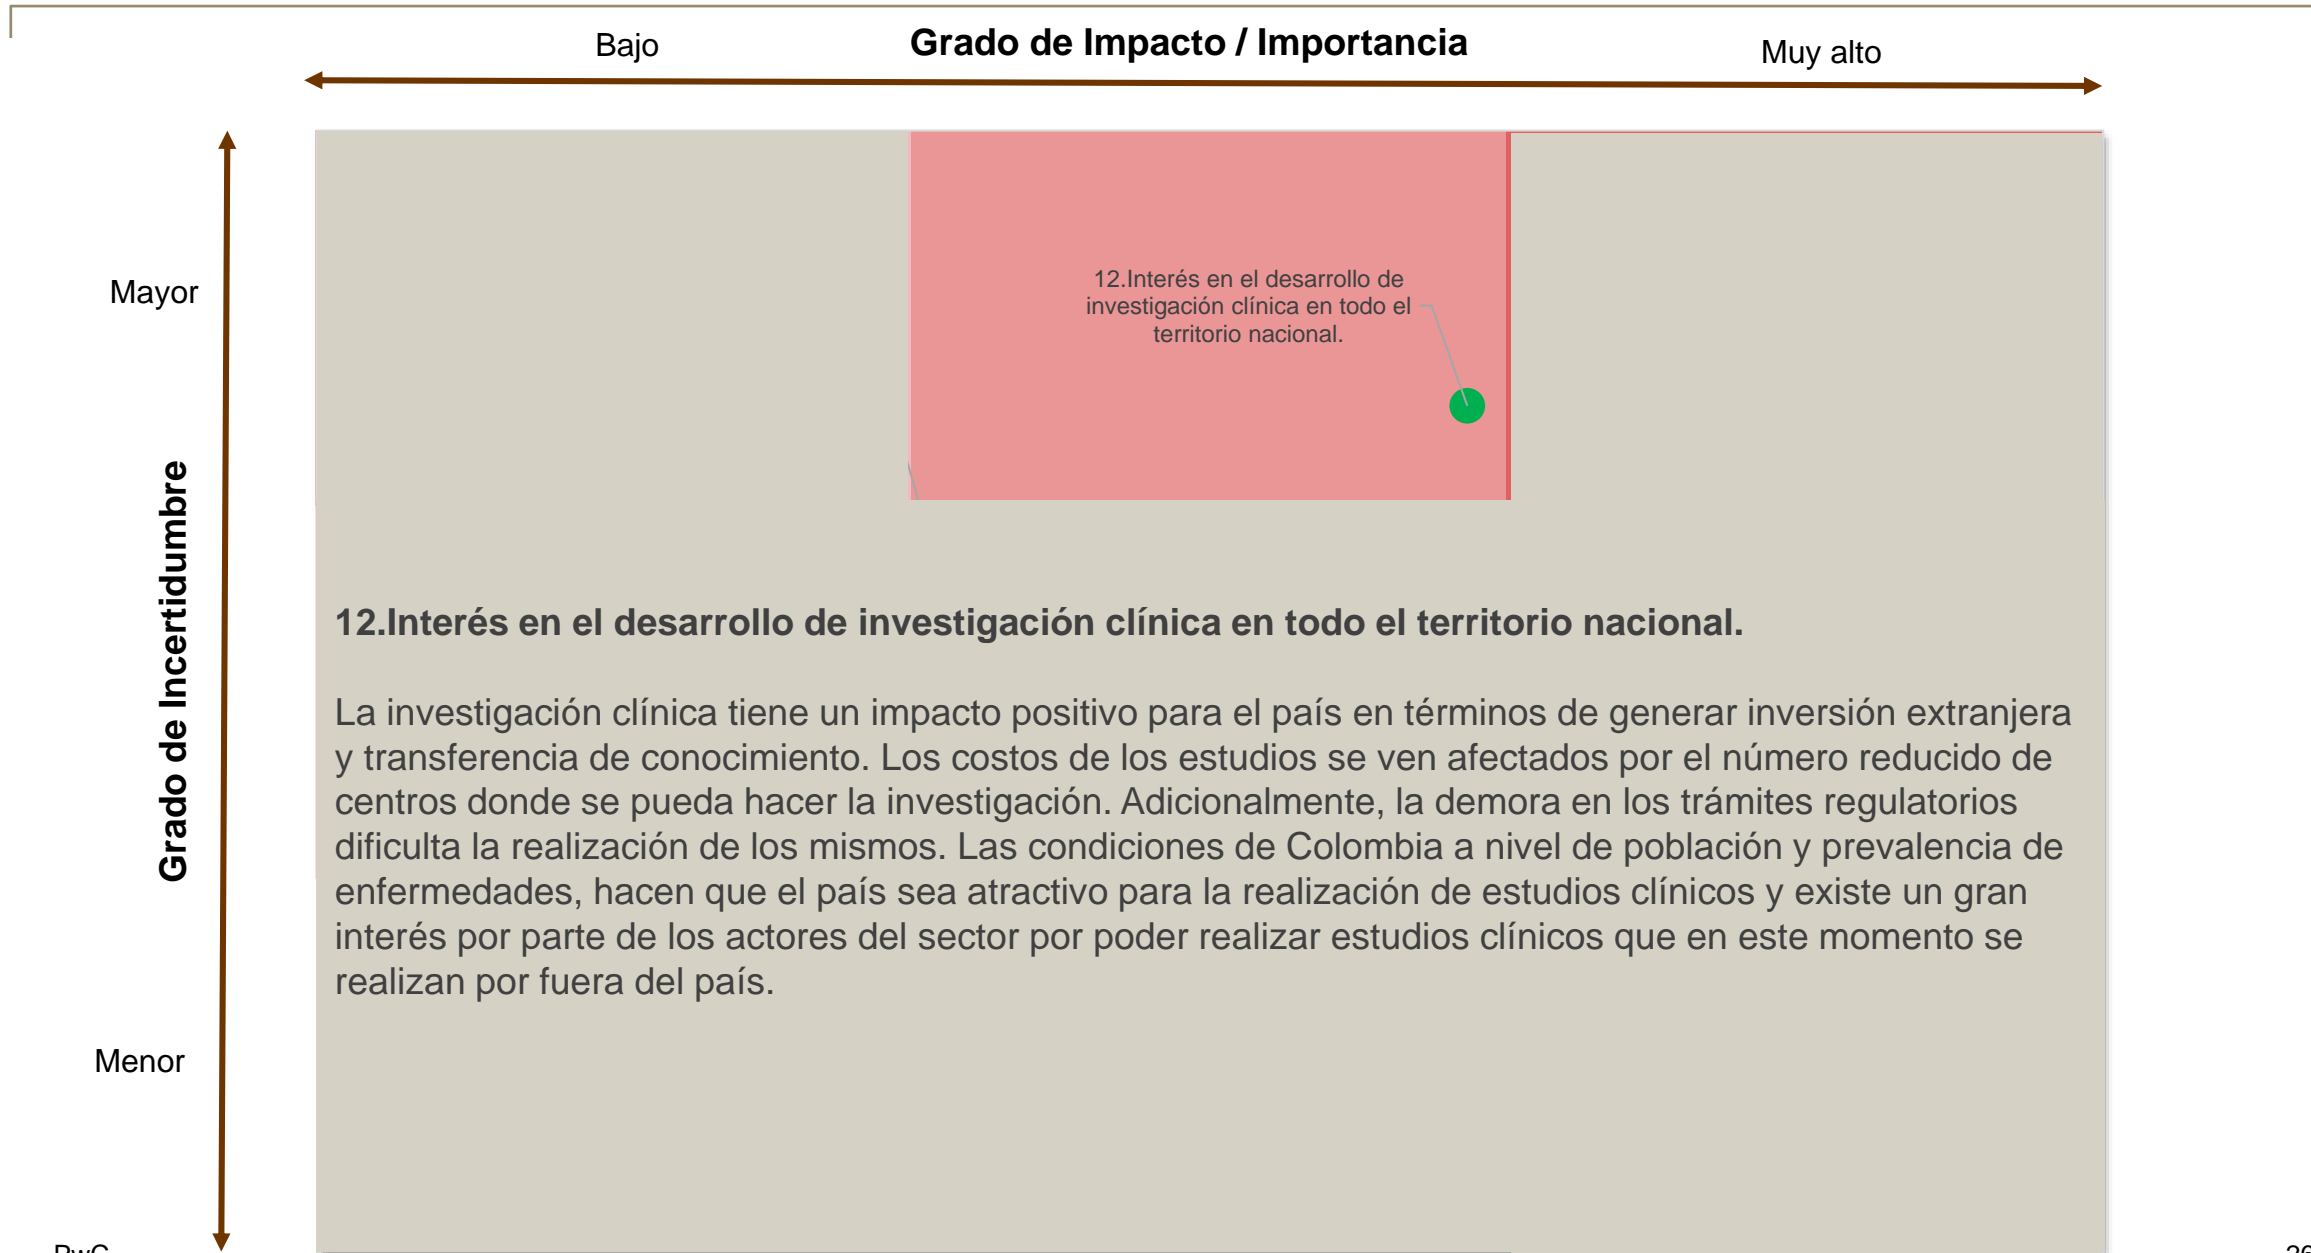 Bajo
Grado de Impacto / Importancia
Muy alto
Mayor
12.Interés en el desarrollo de
investigación clínica en todo el
territorio nacional.
Grado de Incertidumbre
12.Interés en el desarrollo de investigación clínica en todo el territorio nacional.
La investigación clínica tiene un impacto positivo para el país en términos de generar inversión extranjera
y transferencia de conocimiento. Los costos de los estudios se ven afectados por el número reducido de
centros donde se pueda hacer la investigación. Adicionalmente, la demora en los trámites regulatorios
dificulta la realización de los mismos. Las condiciones de Colombia a nivel de población y prevalencia de
enfermedades, hacen que el país sea atractivo para la realización de estudios clínicos y existe un gran
interés por parte de los actores del sector por poder realizar estudios clínicos que en este momento se
realizan por fuera del país.
Menor
PwC